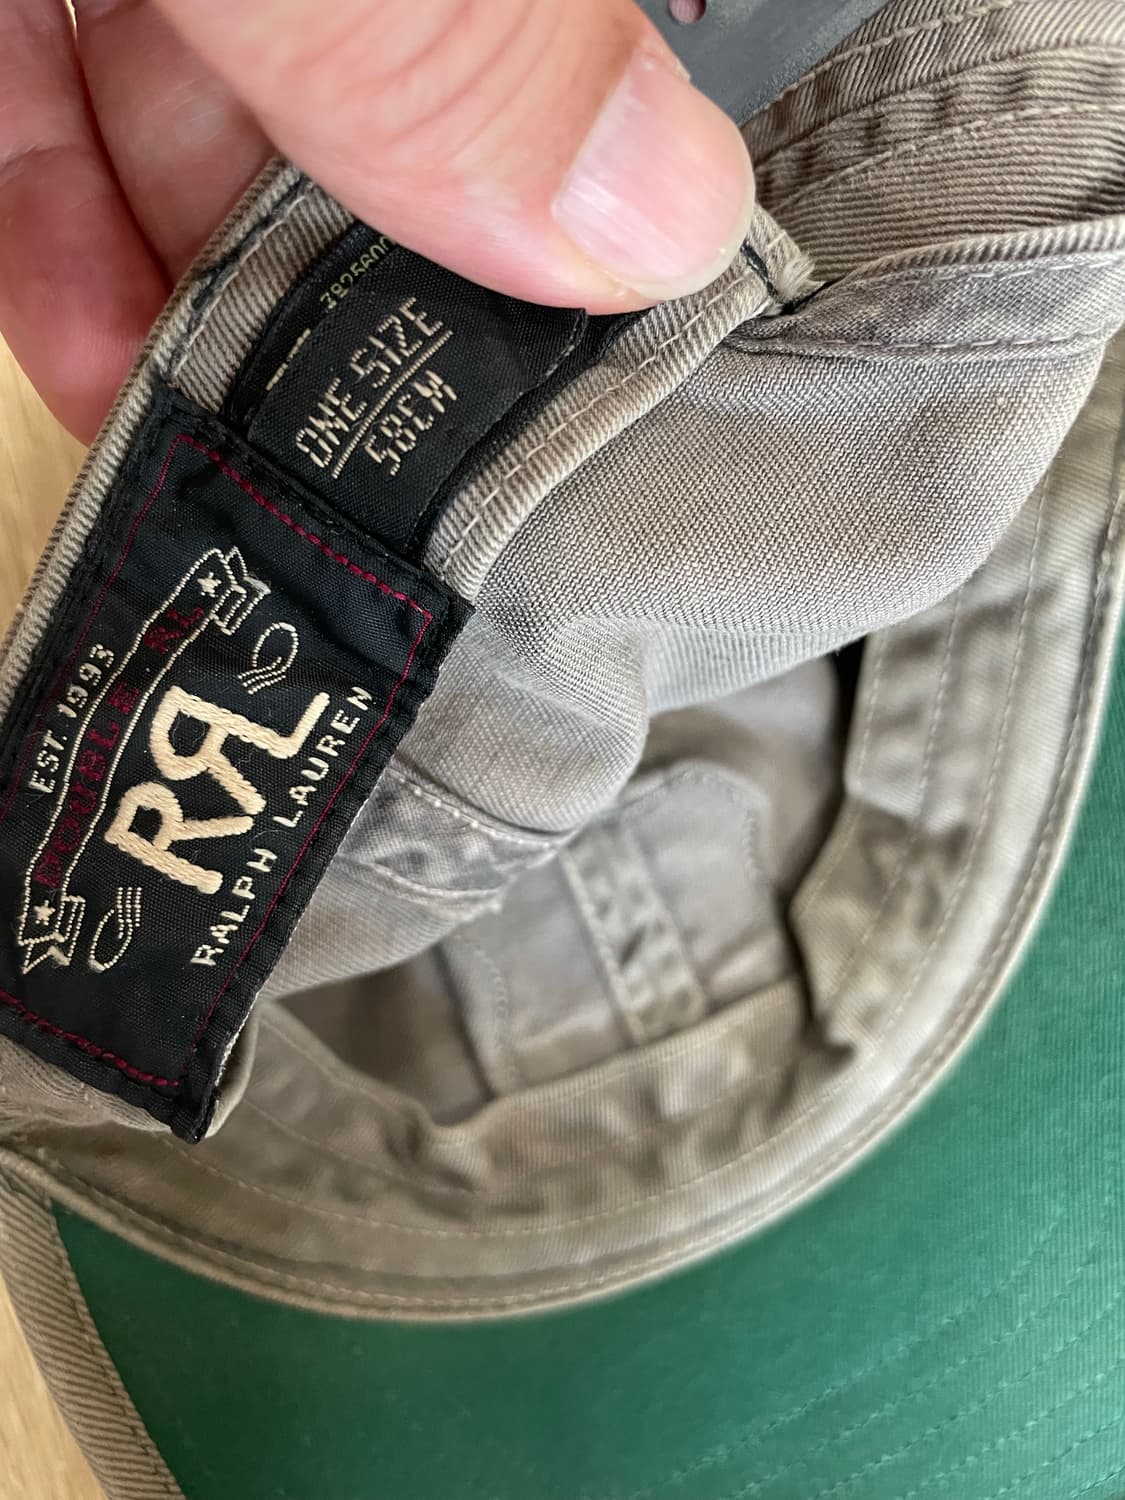 ONE SIZE
58CM
EST. 1993
DOUBLE RL
RRL
RALPH LAUREN